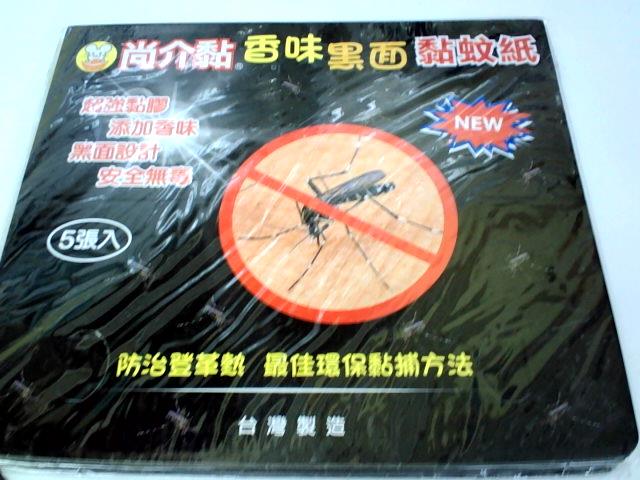 尚介黏® 香味黑面 黏蚊紙
超強黏膠
添加香味
黑面設計
安全無毒
NEW
5張入
防治登革熱 最佳環保黏捕方法
台灣製造